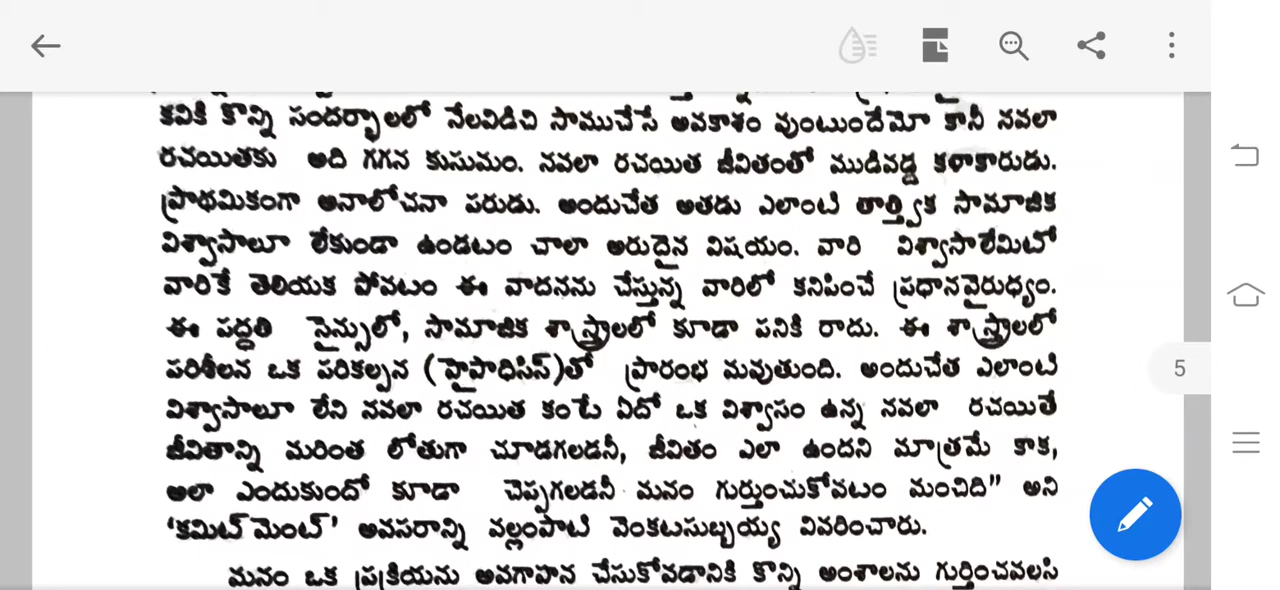 కవికి కొన్ని సందర్భాలలో నేలవిడిచి సాముచేసే అవకాశం వుంటుందేమో కానీ నవలా
రచయితకు అది గగన కుసుమం. నవలా రచయిత జీవితంతో ముడివడ్డ కళాకారుడు.
ప్రాథమికంగా అనాలోచనా పరుడు. అందుచేత అతడు ఎలాంటి తాత్త్విక సామాజిక
విశ్వాసాలూ లేకుండా ఉండటం చాలా అరుదైన విషయం. వారి విశ్వాసాలేమిటో
వారికే తెలియక పోవటం ఈ వాదనను చేస్తున్న వారిలో కనిపించే ప్రధానవైరుధ్యం.
ఈ పద్ధతి సైన్సులో, సామాజిక శాస్త్రాలలో కూడా పనికి రాదు. ఈ శాస్త్రాలలో
పరిశీలన ఒక పరికల్పన (హైపాథిసిస్)తో ప్రారంభ మవుతుంది. అందుచేత ఎలాంటి
విశ్వాసాలూ లేని నవలా రచయిత కంటే ఏదో ఒక విశ్వాసం ఉన్న నవలా రచయితే
జీవితాన్ని మరింత లోతుగా చూడగలడనీ, జీవితం ఎలా ఉందని మాత్రమే కాక,
అలా ఎందుకుందో కూడా చెప్పగలడనీ మనం గుర్తుంచుకోవటం మంచిది” అని
‘కమిట్‌మెంట్’ అవసరాన్ని వల్లంపాటి వెంకటసుబ్బయ్య వివరించారు.
మనం ఒక ప్రక్రియను అవగాహన చేసుకోవడానికి కొన్ని అంశాలను గుర్తించవలసి
5